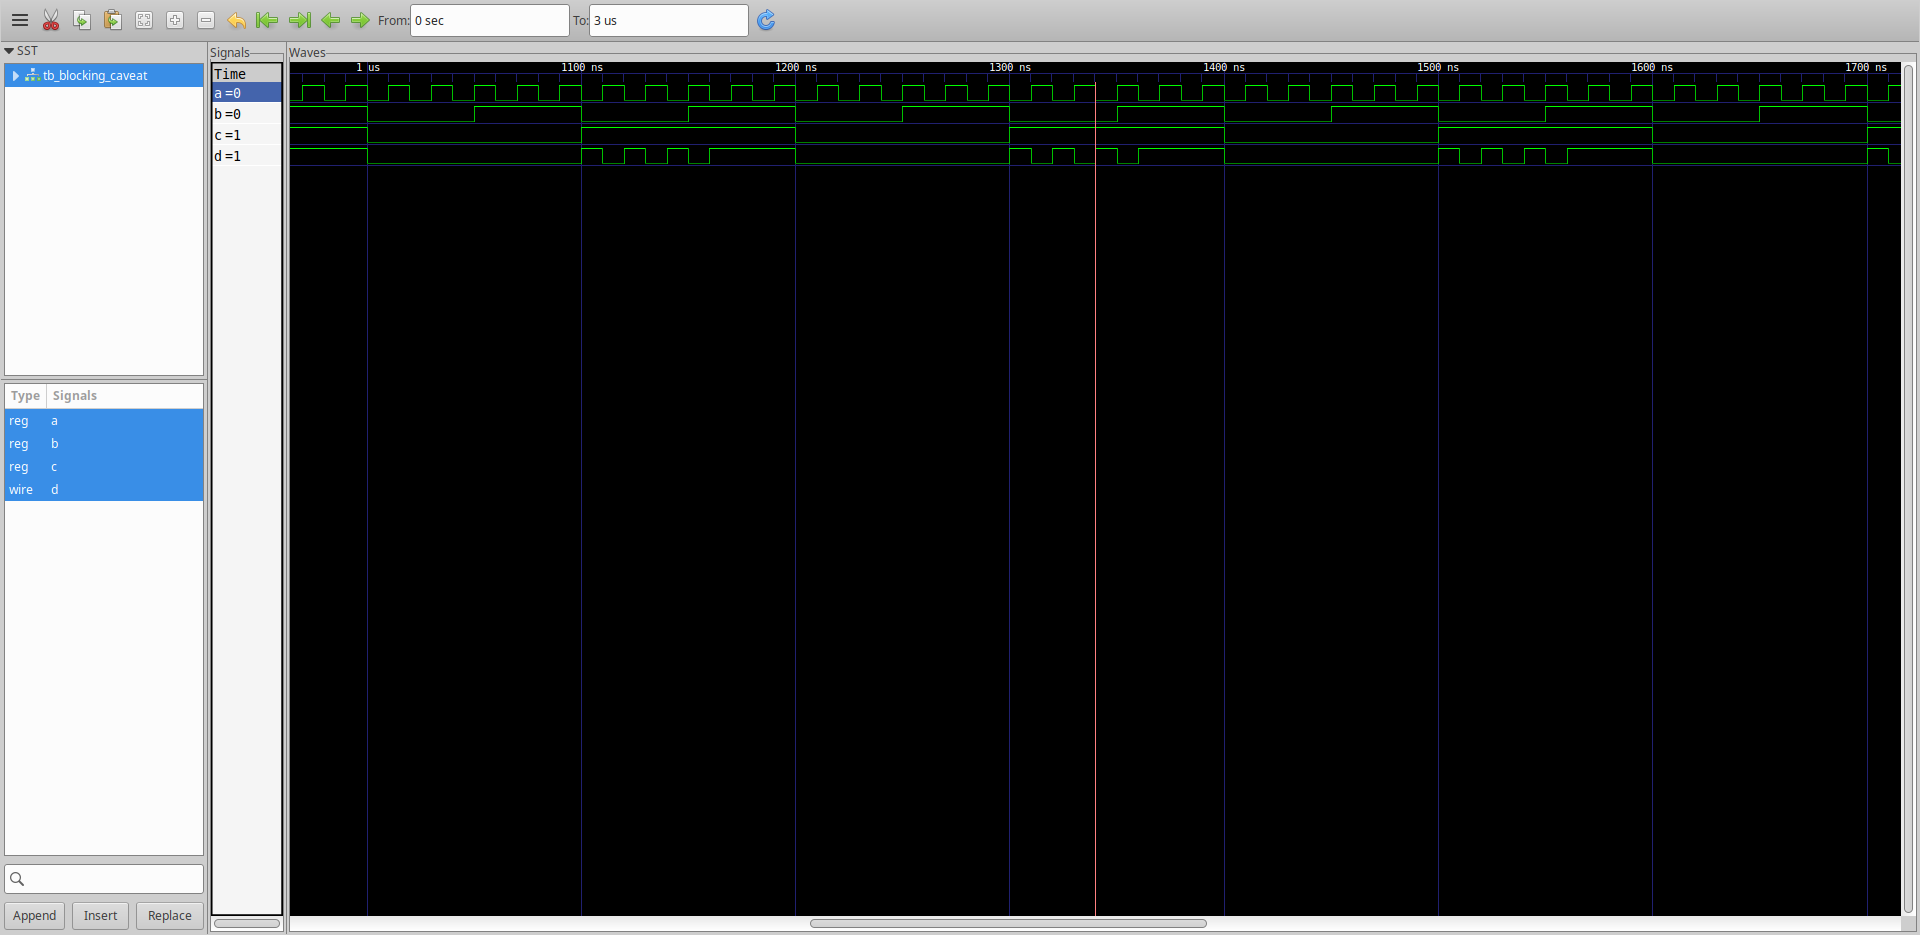 From: 0 sec To: 3 us
SST
tb_blocking_caveat
Type Signals
reg a
reg b
reg c
wire d
Append Insert Replace
Signals
Time
a =0
b =0
c =1
d =1
Waves
1 us 1100 ns 1200 ns 1300 ns 1400 ns 1500 ns 1600 ns 1700 ns